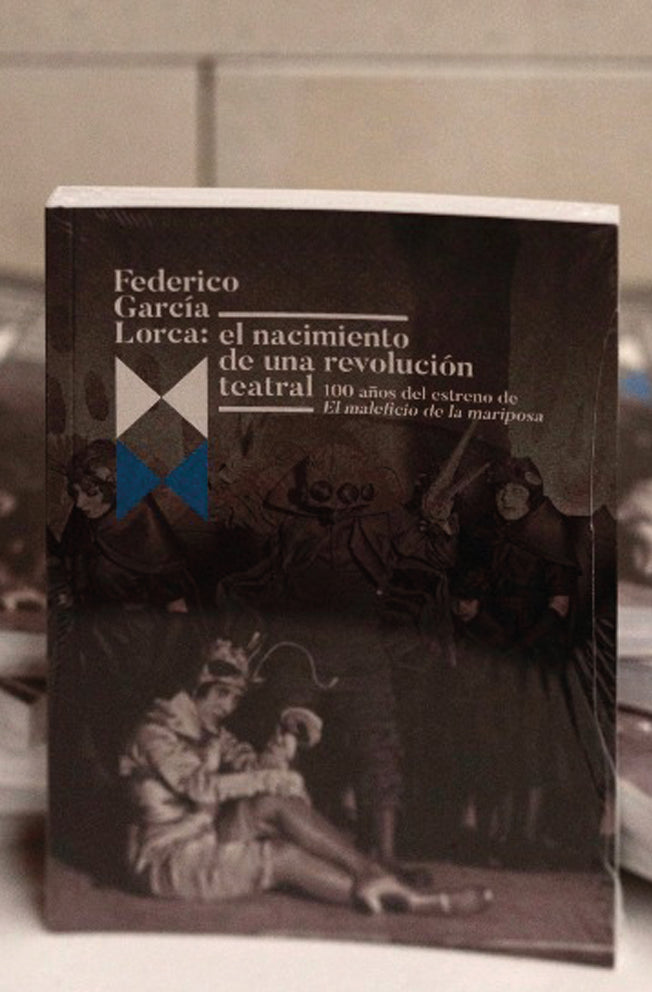 Federico
García
Lorca: el nacimiento
de una revolución
teatral 100 años del estreno de
El maleficio de la mariposa